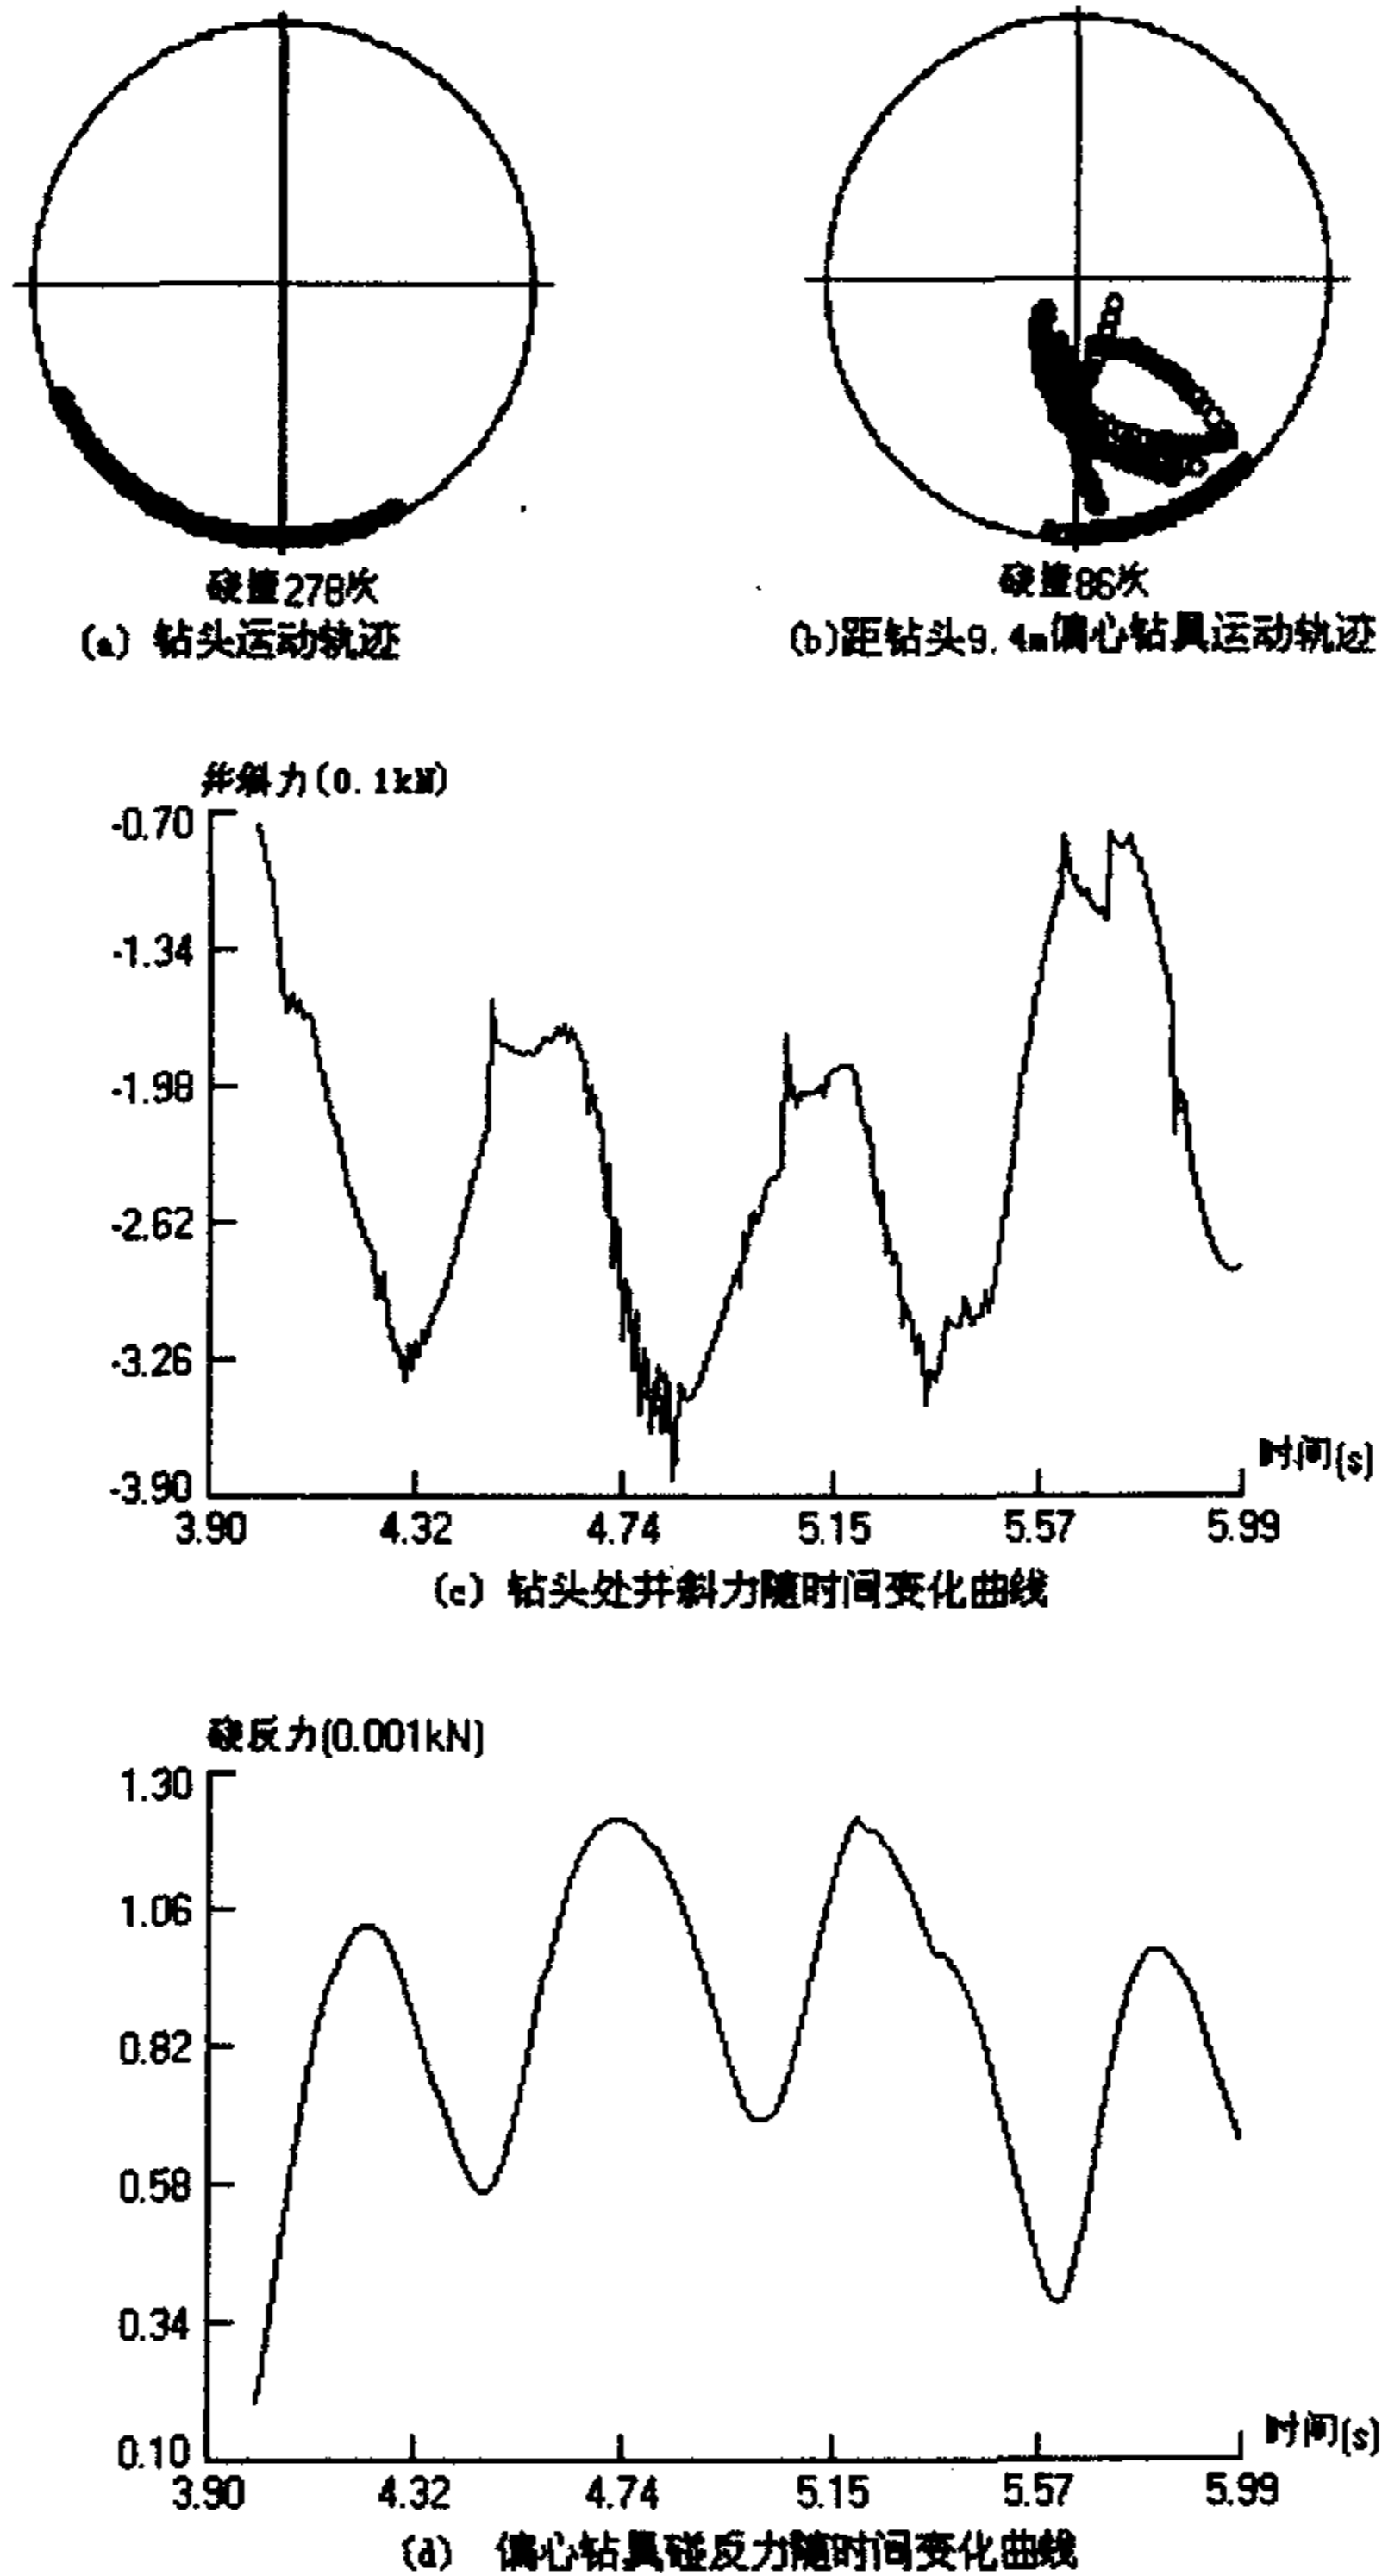 碰撞278次
碰撞86次
(a) 钻头运动轨迹
(b)距钻头9.4m偏心钻具运动轨迹
井斜力(0.1kN)
-0.70
-1.34
-1.98
-2.62
-3.26
-3.90
时间(s)
3.90 4.32 4.74 5.15 5.57 5.99
(c) 钻头处井斜力随时间变化曲线
碰反力(0.001kN)
1.30
1.06
0.82
0.58
0.34
0.10
时间(s)
3.90 4.32 4.74 5.15 5.57 5.99
(d) 偏心钻具碰反力随时间变化曲线